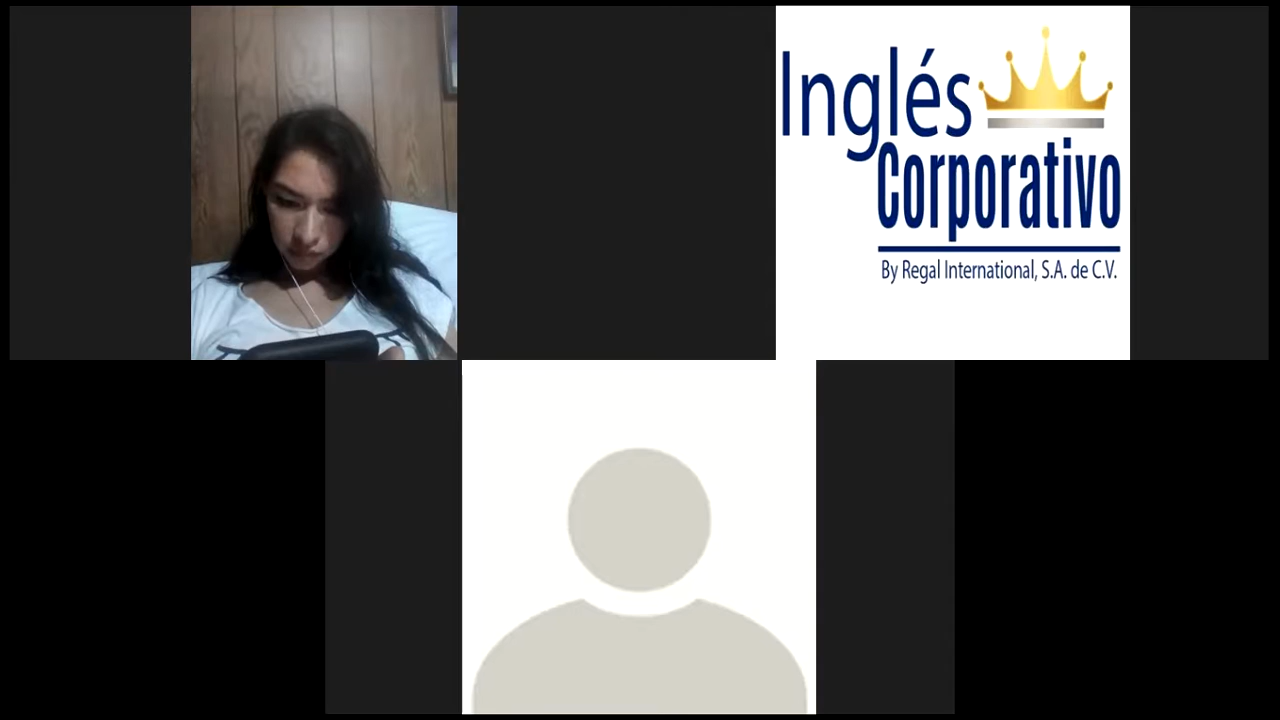 Inglés
Corporativo
By Regal International, S.A. de C.V.